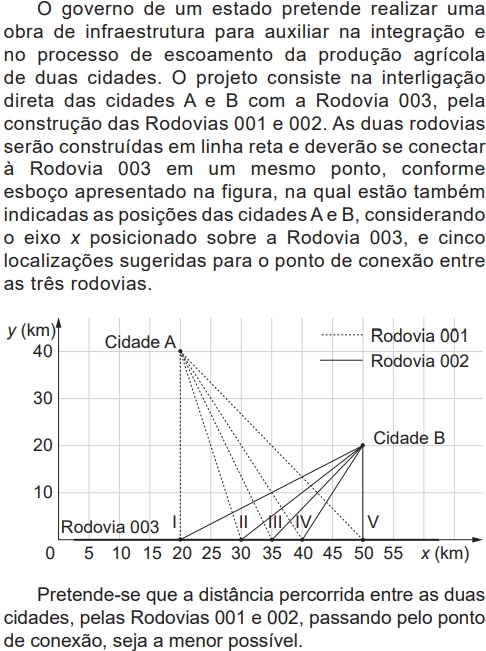 O governo de um estado pretende realizar uma
obra de infraestrutura para auxiliar na integração e
no processo de escoamento da produção agrícola
de duas cidades. O projeto consiste na interligação
direta das cidades A e B com a Rodovia 003, pela
construção das Rodovias 001 e 002. As duas rodovias
serão construídas em linha reta e deverão se conectar
à Rodovia 003 em um mesmo ponto, conforme
esboço apresentado na figura, na qual estão também
indicadas as posições das cidades A e B, considerando
o eixo x posicionado sobre a Rodovia 003, e cinco
localizações sugeridas para o ponto de conexão entre
as três rodovias.
y (km)
Cidade A
Rodovia 001
Rodovia 002
40
30
20
Cidade B
10
Rodovia 003 I II III IV V
0 5 10 15 20 25 30 35 40 45 50 55 x (km)
Pretende-se que a distância percorrida entre as duas
cidades, pelas Rodovias 001 e 002, passando pelo ponto
de conexão, seja a menor possível.